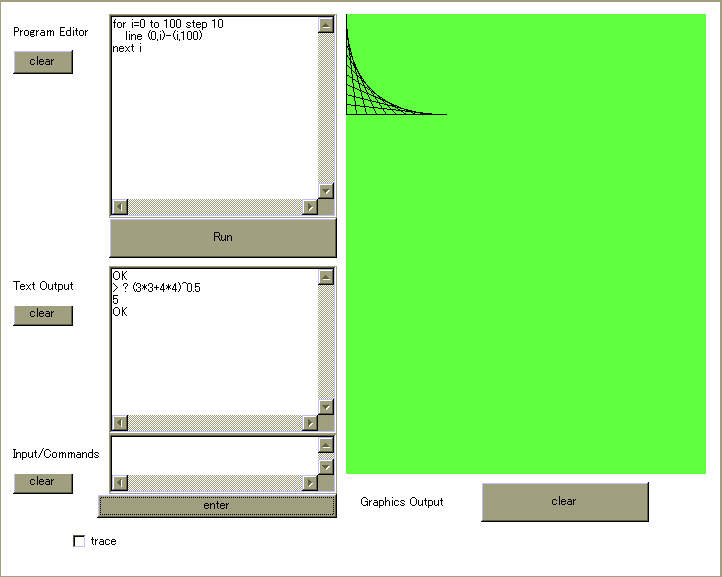 Program Editor
clear
for i=0 to 100 step 10
line (0,i)-(i,100)
next i
Run
Text Output
clear
OK
> ? (3*3+4*4)^0.5
5
OK
Input/Commands
clear
enter
trace
Graphics Output
clear